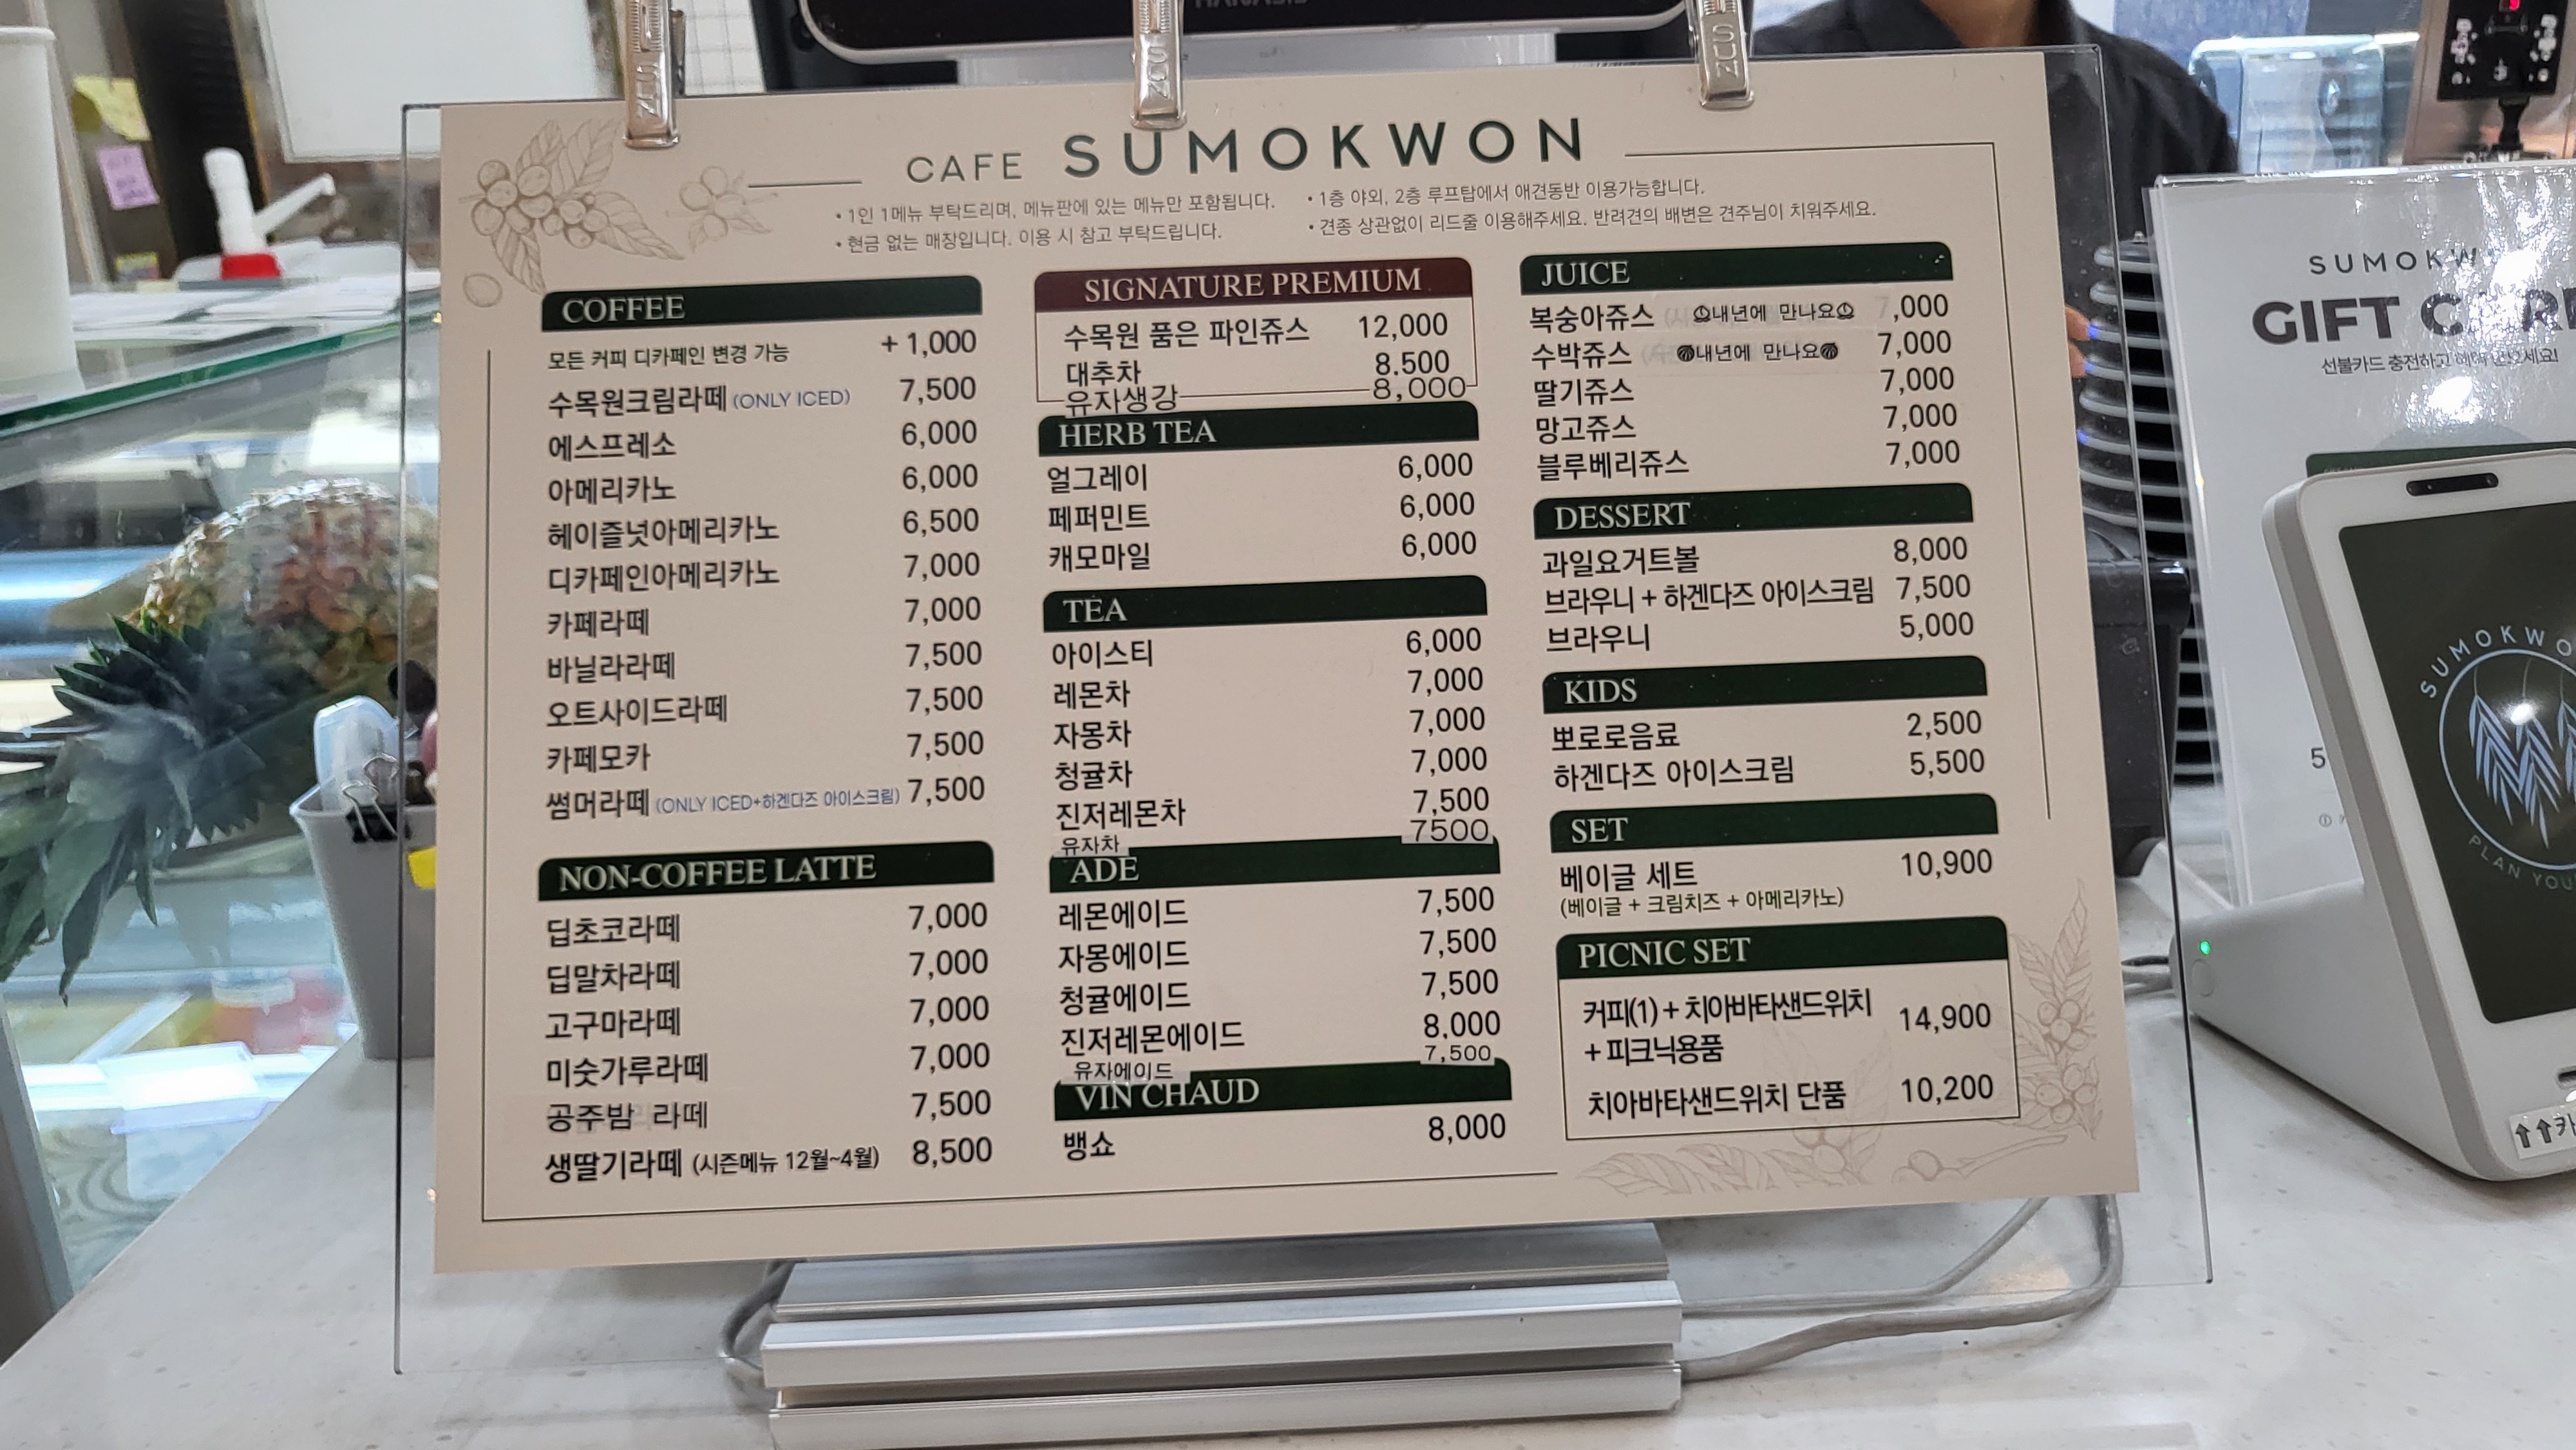 CAFE SUMOKWON
• 1인 1메뉴 부탁드리며, 메뉴판에 있는 메뉴만 포함됩니다.
• 현금 없는 매장입니다. 이용 시 참고 부탁드립니다.
• 1층 야외, 2층 루프탑에서 애견동반 이용가능합니다.
• 견종 상관없이 리드줄 이용해주세요. 반려견의 배변은 견주님이 치워주세요.
COFFEE
모든 커피 디카페인 변경 가능 + 1,000
수목원크림라떼 (ONLY ICED) 7,500
에스프레소 6,000
아메리카노 6,000
헤이즐넛아메리카노 6,500
디카페인아메리카노 7,000
카페라떼 7,000
바닐라라떼 7,500
오트사이드라떼 7,500
카페모카 7,500
썸머라떼 (ONLY ICED+하겐다즈 아이스크림) 7,500
NON-COFFEE LATTE
딥초코라떼 7,000
딥말차라떼 7,000
고구마라떼 7,000
미숫가루라떼 7,000
공주밤 라떼 7,500
생딸기라떼 (시즌메뉴 12월~4월) 8,500
SIGNATURE PREMIUM
수목원 품은 파인쥬스 12,000
대추차 8.500
유자생강 8,000
HERB TEA
얼그레이 6,000
페퍼민트 6,000
캐모마일 6,000
TEA
아이스티 6,000
레몬차 7,000
자몽차 7,000
청귤차 7,000
진저레몬차 7,500
유자차 7500
ADE
레몬에이드 7,500
자몽에이드 7,500
청귤에이드 7,500
진저레몬에이드 8,000
유자에이드 7,500
VIN CHAUD
뱅쇼 8,000
JUICE
복숭아쥬스 내년에 만나요 7,000
수박쥬스 내년에 만나요 7,000
딸기쥬스 7,000
망고쥬스 7,000
블루베리쥬스 7,000
DESSERT
과일요거트볼 8,000
브라우니 + 하겐다즈 아이스크림 7,500
브라우니 5,000
KIDS
뽀로로음료 2,500
하겐다즈 아이스크림 5,500
SET
베이글 세트 10,900
(베이글 + 크림치즈 + 아메리카노)
PICNIC SET
커피(1) + 치아바타샌드위치
+ 피크닉용품 14,900
치아바타샌드위치 단품 10,200
SUN
SUN
SUN
SUMOKW
GIFT C RD
선불카드 충전하고
SUMOKWO
PLAN YOU